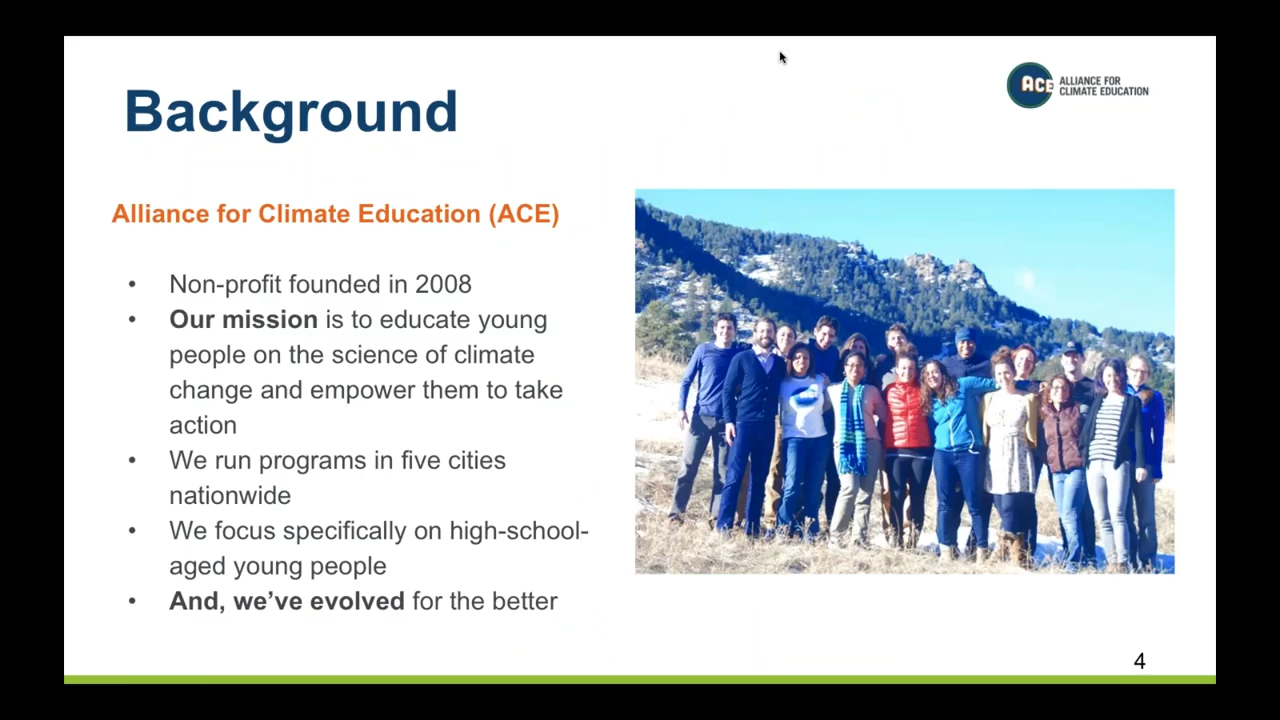 Background
ACE
ALLIANCE FOR
CLIMATE EDUCATION
Alliance for Climate Education (ACE)
• Non-profit founded in 2008
• Our mission is to educate young
people on the science of climate
change and empower them to take
action
• We run programs in five cities
nationwide
• We focus specifically on high-school-
aged young people
• And, we’ve evolved for the better
4